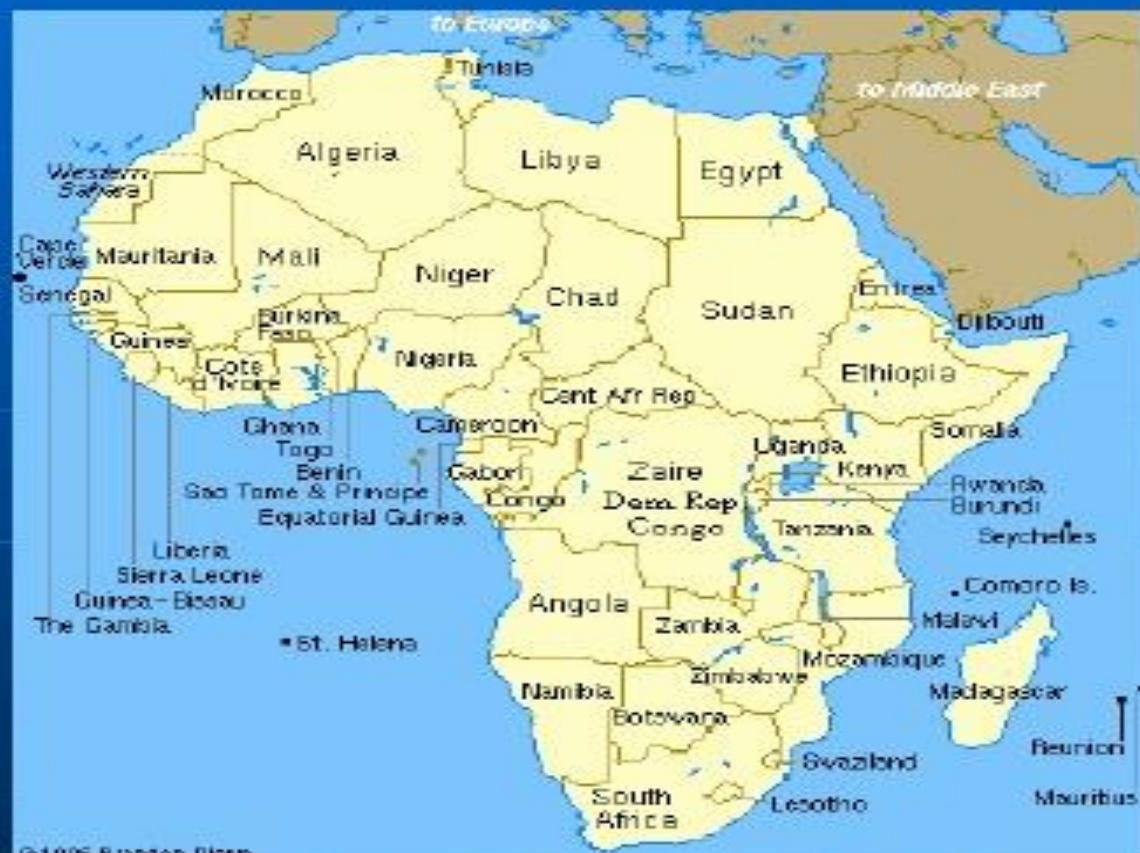 to Europe
Tunisia
to Middle East
Morocco
Algeria
Libya
Egypt
Western
Sahara
Cape
Verde
Mauritania
Mali
Niger
Chad
Sudan
Eritrea
Senegal
Djibouti
Burkina
Faso
Guinea
Nigeria
Cote
d'Ivoire
Ethiopia
Cent Afr Rep
Ghana
Cameroon
Somalia
Togo
Uganda
Benin
Gabon
Zaire
Kenya
Sao Tome & Principe
Congo
Dem Rep
Congo
Rwanda
Burundi
Equatorial Guinea
Tanzania
Seychelles
Liberia
Sierra Leone
Guinea-Bissau
The Gambia
Angola
Comoro Is.
Zambia
Malawi
St. Helena
Mozambique
Zimbabwe
Namibia
Madagascar
Botswana
Reunion
Swaziland
Mauritius
South
Africa
Lesotho